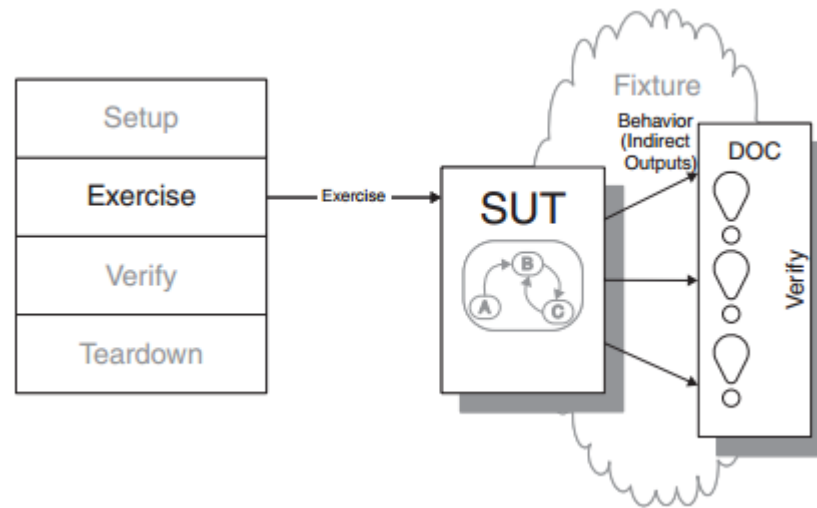 Setup
Exercise
Verify
Teardown
Exercise
Fixture
Behavior
(Indirect
Outputs)
SUT
A
B
C
DOC
Verify